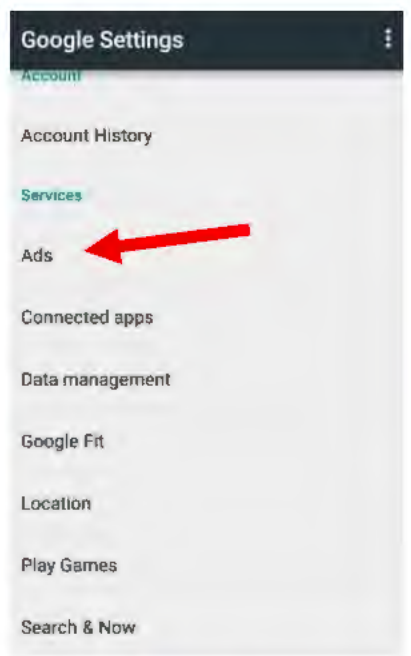 Google Settings
Account
Account History
Services
Ads
Connected apps
Data management
Google Fit
Location
Play Games
Search & Now